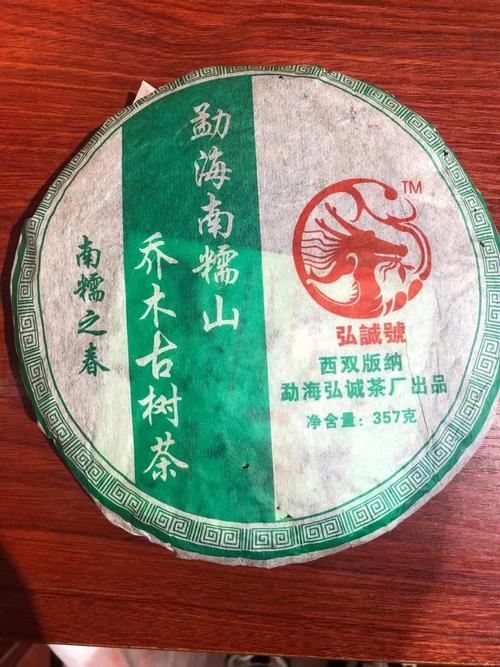 勐海南糯山
乔木古树茶
南糯之春
TM
弘誠號
西双版纳
勐海弘诚茶厂出品
净含量：357克